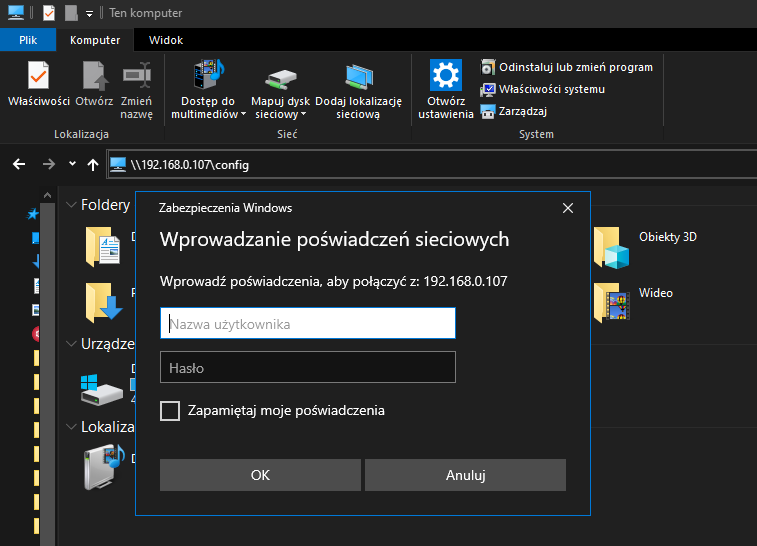 Ten komputer
Plik
Komputer
Widok
Właściwości
Otwórz
Zmień
nazwę
Lokalizacja
Dostęp do
multimediów
Mapuj dysk
sieciowy
Dodaj lokalizację
sieciową
Sieć
Otwórz
ustawienia
Odinstaluj lub zmień program
Właściwości systemu
Zarządzaj
System
\\192.168.0.107\config
Foldery
Obiekty 3D
Wideo
Urządze
Lokaliza
Zabezpieczenia Windows
Wprowadzanie poświadczeń sieciowych
Wprowadź poświadczenia, aby połączyć z: 192.168.0.107
Nazwa użytkownika
Hasło
Zapamiętaj moje poświadczenia
OK
Anuluj